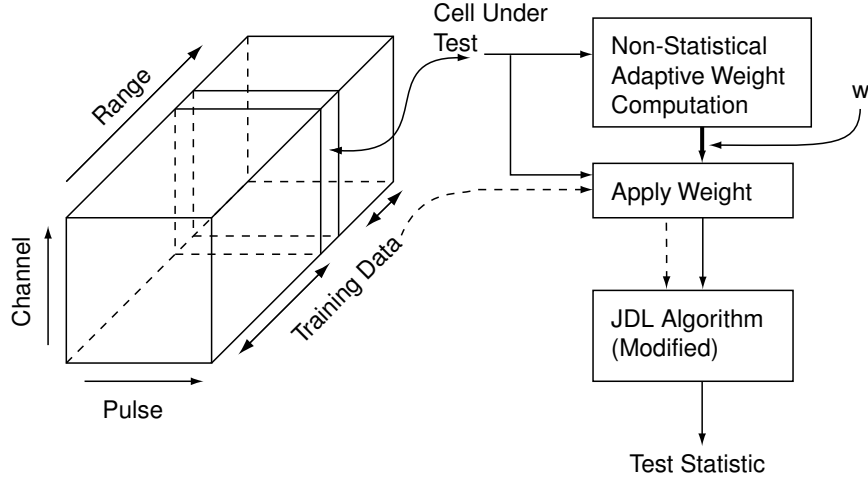 Cell Under
Test
Non-Statistical
Adaptive Weight
Computation
w
Range
Apply Weight
Channel
Training Data
JDL Algorithm
(Modified)
Pulse
Test Statistic